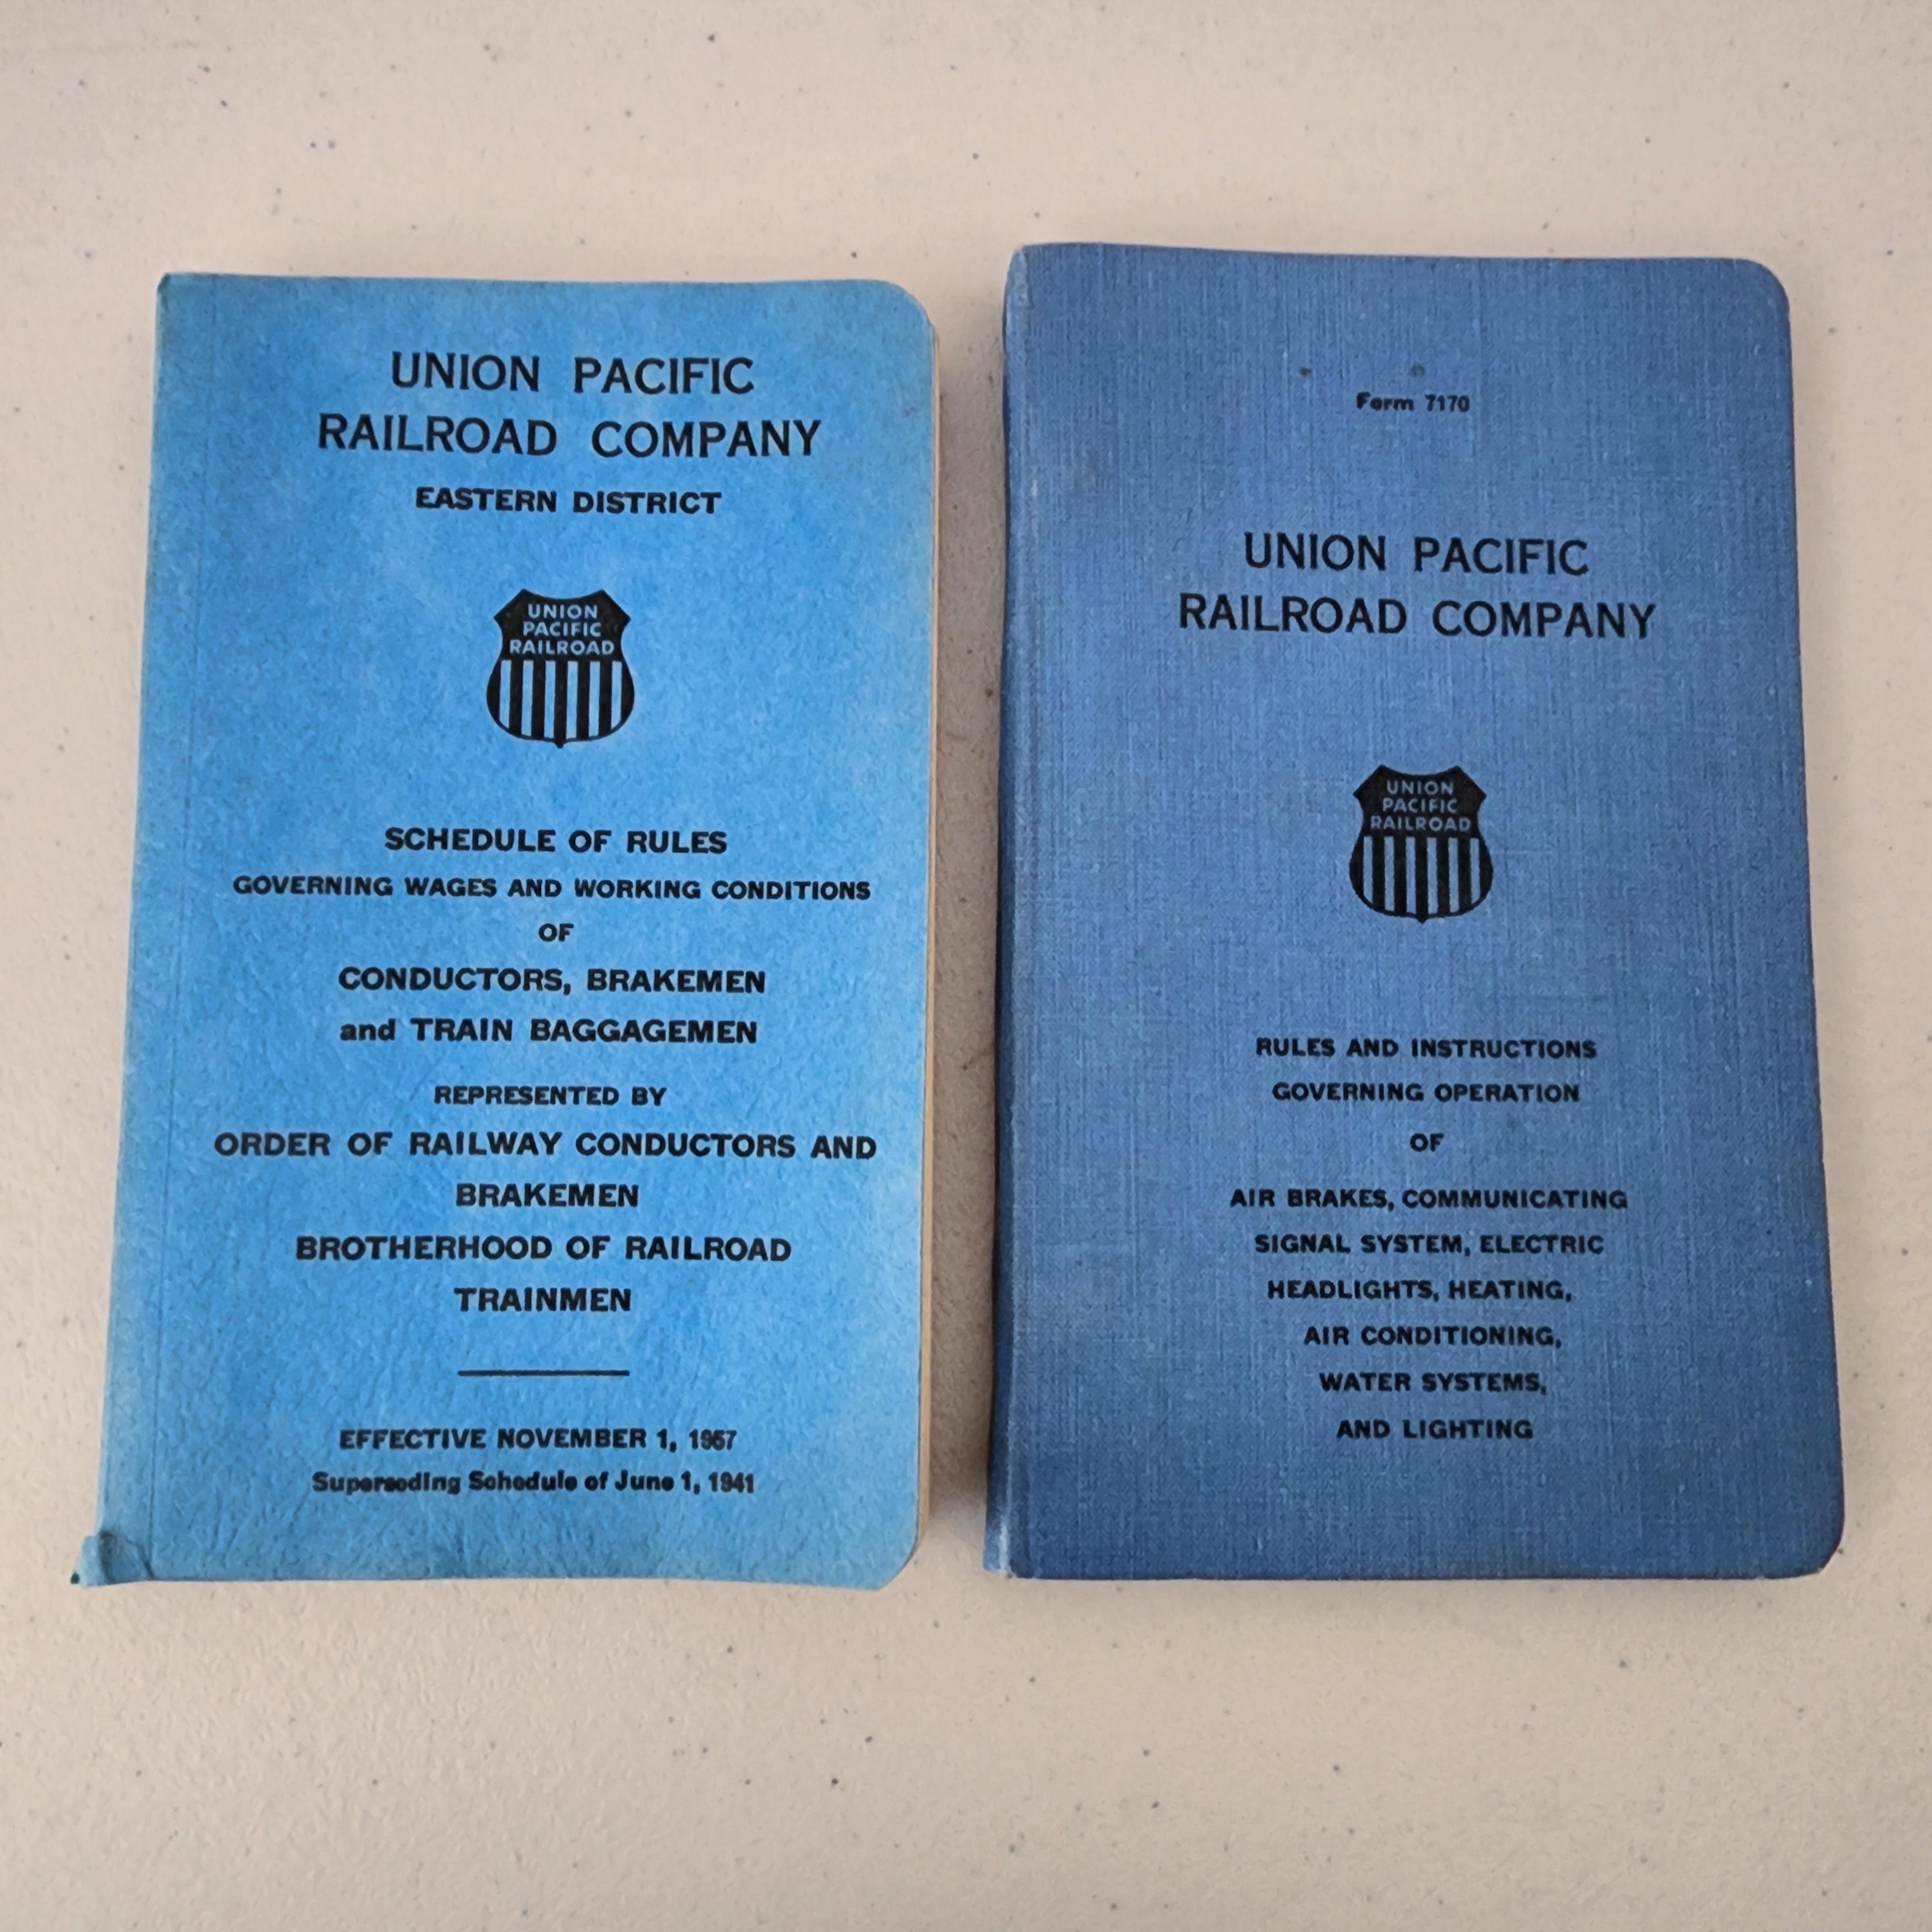 UNION PACIFIC
RAILROAD COMPANY
EASTERN DISTRICT
UNION
PACIFIC
RAILROAD
SCHEDULE OF RULES
GOVERNING WAGES AND WORKING CONDITIONS
OF
CONDUCTORS, BRAKEMEN
and TRAIN BAGGAGEMEN
REPRESENTED BY
ORDER OF RAILWAY CONDUCTORS AND
BRAKEMEN
BROTHERHOOD OF RAILROAD
TRAINMEN
EFFECTIVE NOVEMBER 1, 1957
Superseding Schedule of June 1, 1941
Form 7170
UNION PACIFIC
RAILROAD COMPANY
UNION
PACIFIC
RAILROAD
RULES AND INSTRUCTIONS
GOVERNING OPERATION
OF
AIR BRAKES, COMMUNICATING
SIGNAL SYSTEM, ELECTRIC
HEADLIGHTS, HEATING,
AIR CONDITIONING,
WATER SYSTEMS,
AND LIGHTING